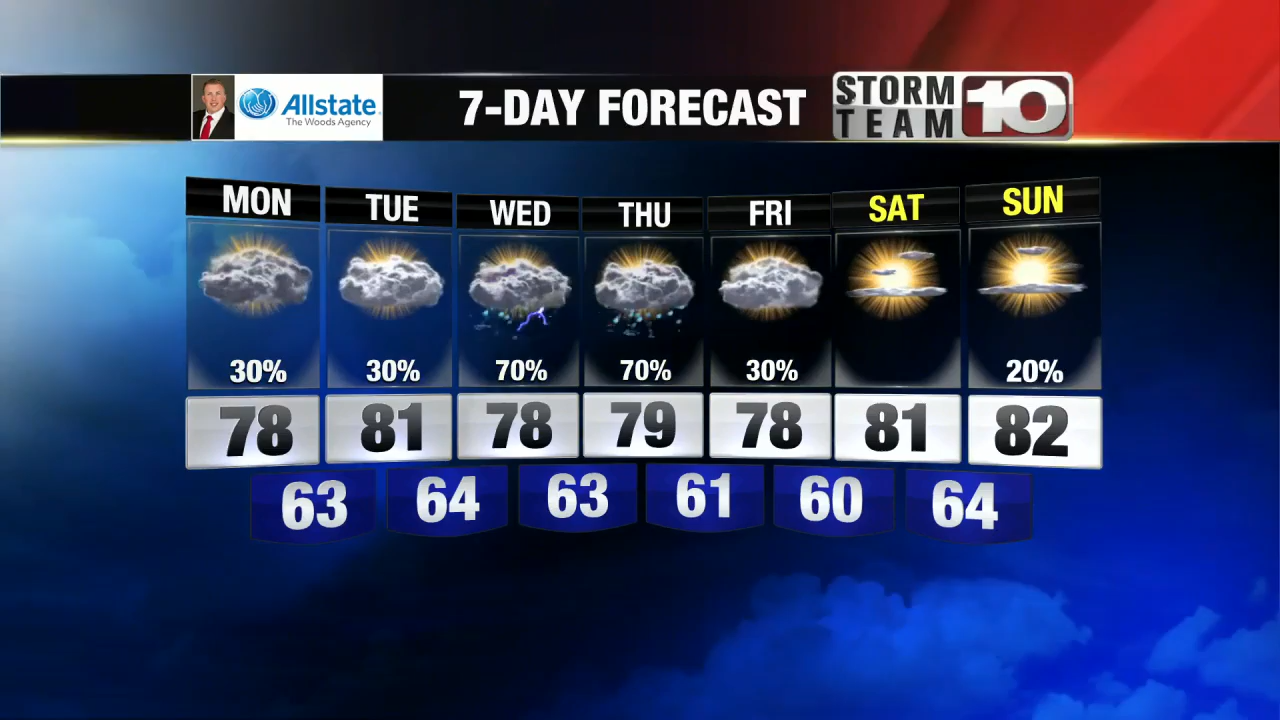 Allstate.
The Woods Agency
7-DAY FORECAST
STORM
TEAM
10
MON TUE WED THU FRI SAT SUN
30% 30% 70% 70% 30% 20%
78 81 78 79 78 81 82
63 64 63 61 60 64